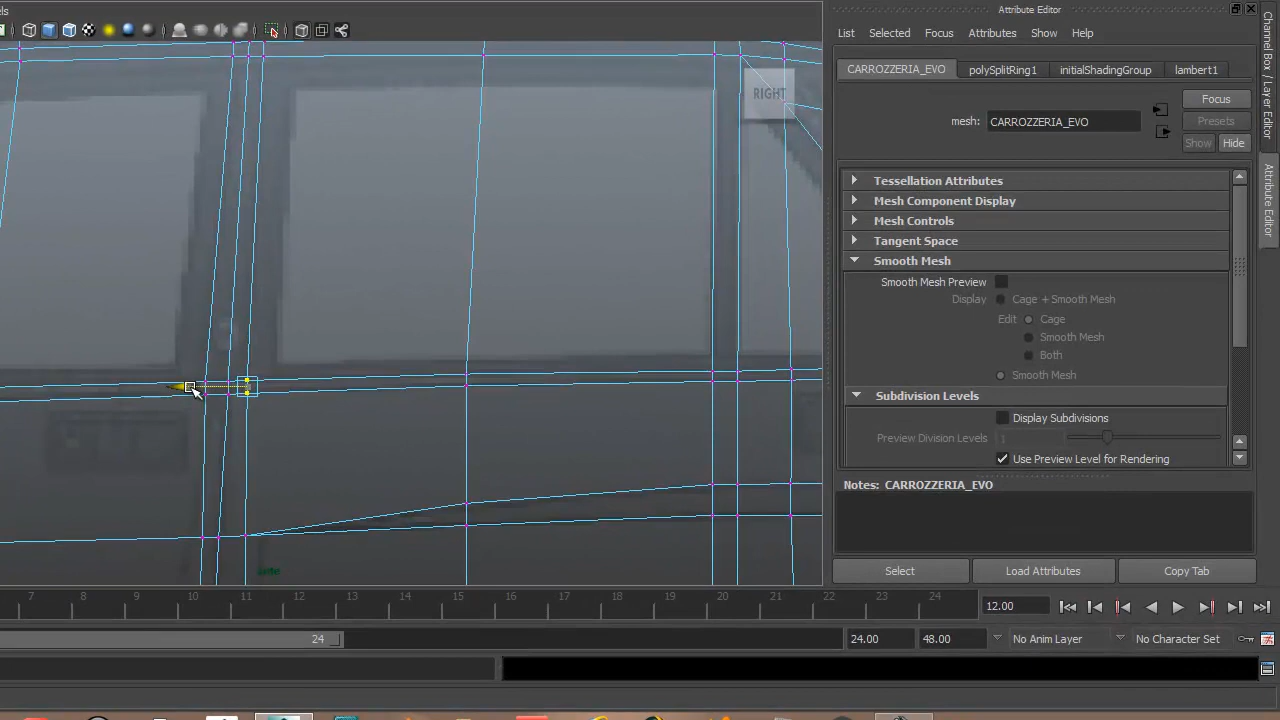 els
Attribute Editor
List Selected Focus Attributes Show Help
CARROZZERIA_EVO polySplitRing1 initialShadingGroup lambert1
Focus
mesh: CARROZZERIA_EVO
Presets
Show Hide
RIGHT
Tessellation Attributes
Mesh Component Display
Mesh Controls
Tangent Space
Smooth Mesh
Smooth Mesh Preview
Display Cage + Smooth Mesh
Edit Cage
Smooth Mesh
Both
Smooth Mesh
Subdivision Levels
Display Subdivisions
Preview Division Levels 1
Use Preview Level for Rendering
Notes: CARROZZERIA_EVO
Select Load Attributes Copy Tab
Channel Box / Layer Editor
Attribute Editor
7 8 9 10 11 12 13 14 15 16 17 18 19 20 21 22 23 24
12.00
24
24.00 48.00 No Anim Layer No Character Set